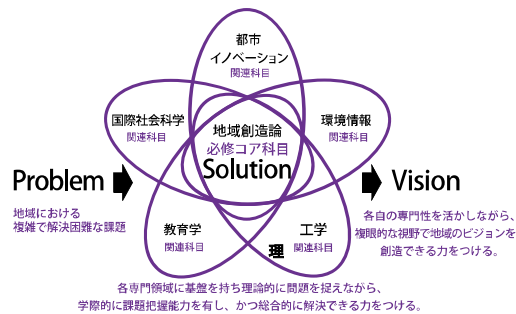 都市
イノベーション
関連科目
国際社会科学
関連科目
環境情報
関連科目
地域創造論
必修コア科目
Solution
Problem
Vision
地域における
複雑で解決困難な課題
各自の専門性を活かしながら、
複眼的な視野で地域のビジョンを
創造できる力をつける。
教育学
関連科目
理
工学
関連科目
各専門領域に基盤を持ち理論的に問題を捉えながら、
学際的に課題把握能力を有し、かつ総合的に解決できる力をつける。